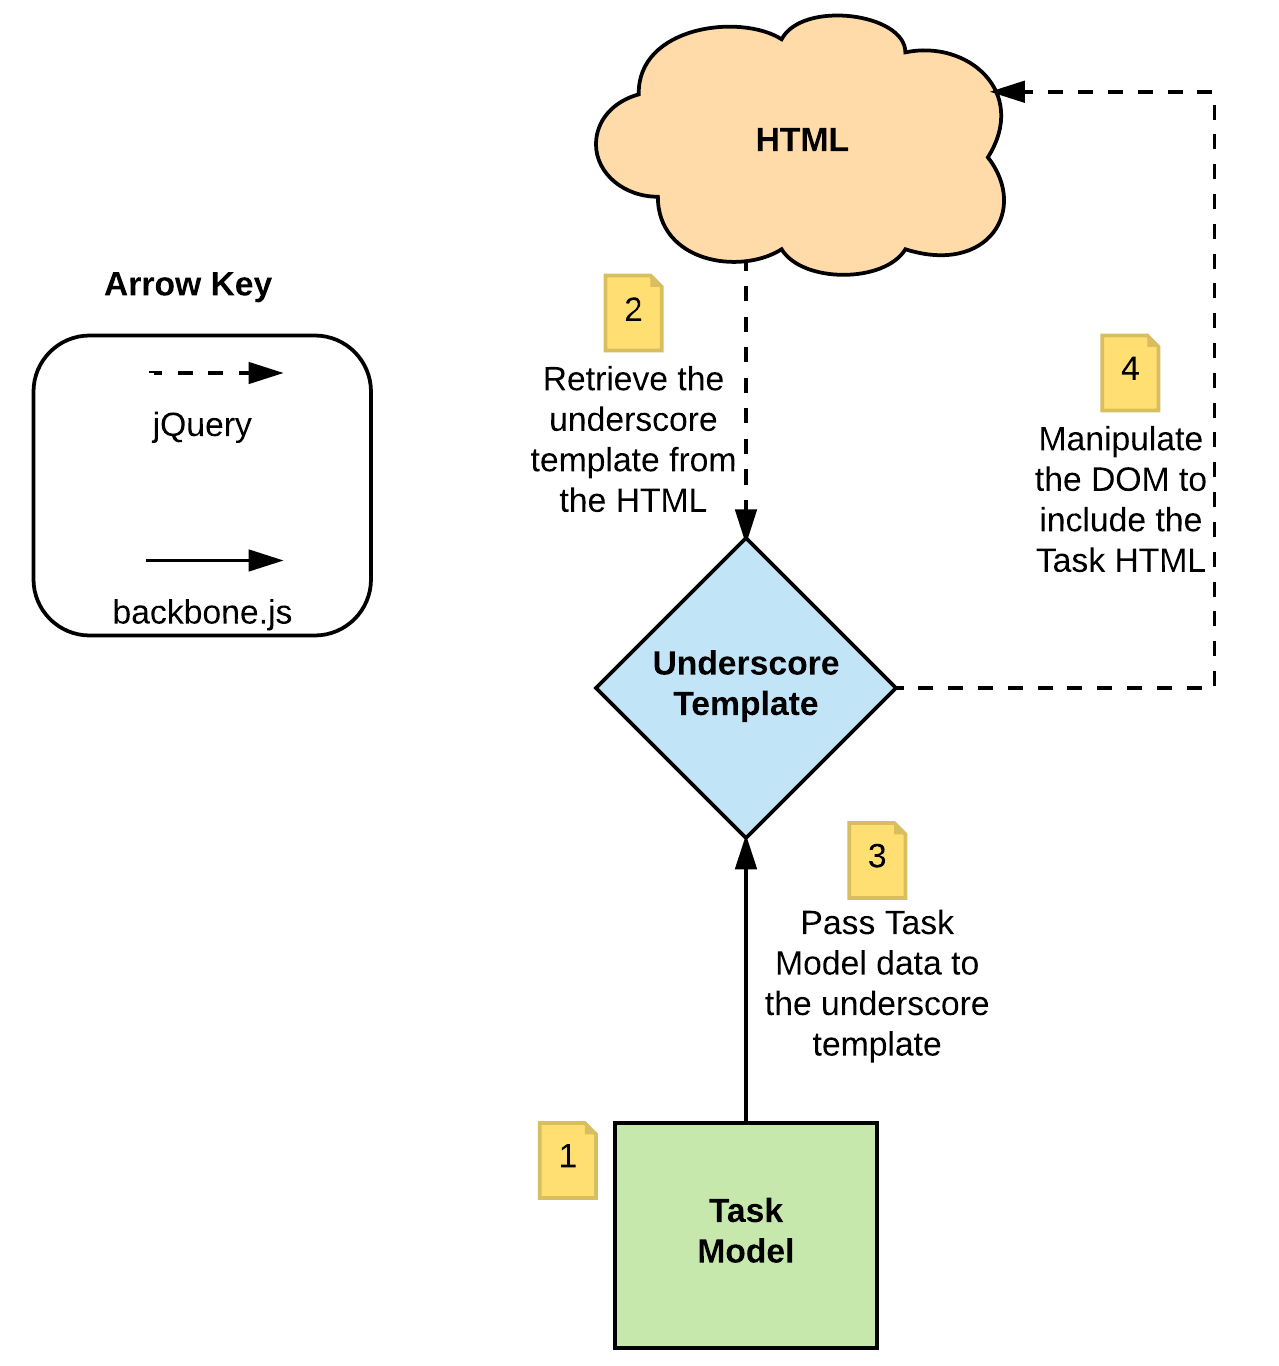 HTML
Arrow Key
jQuery
backbone.js
2
Retrieve the
underscore
template from
the HTML
4
Manipulate
the DOM to
include the
Task HTML
Underscore
Template
3
Pass Task
Model data to
the underscore
template
1
Task
Model